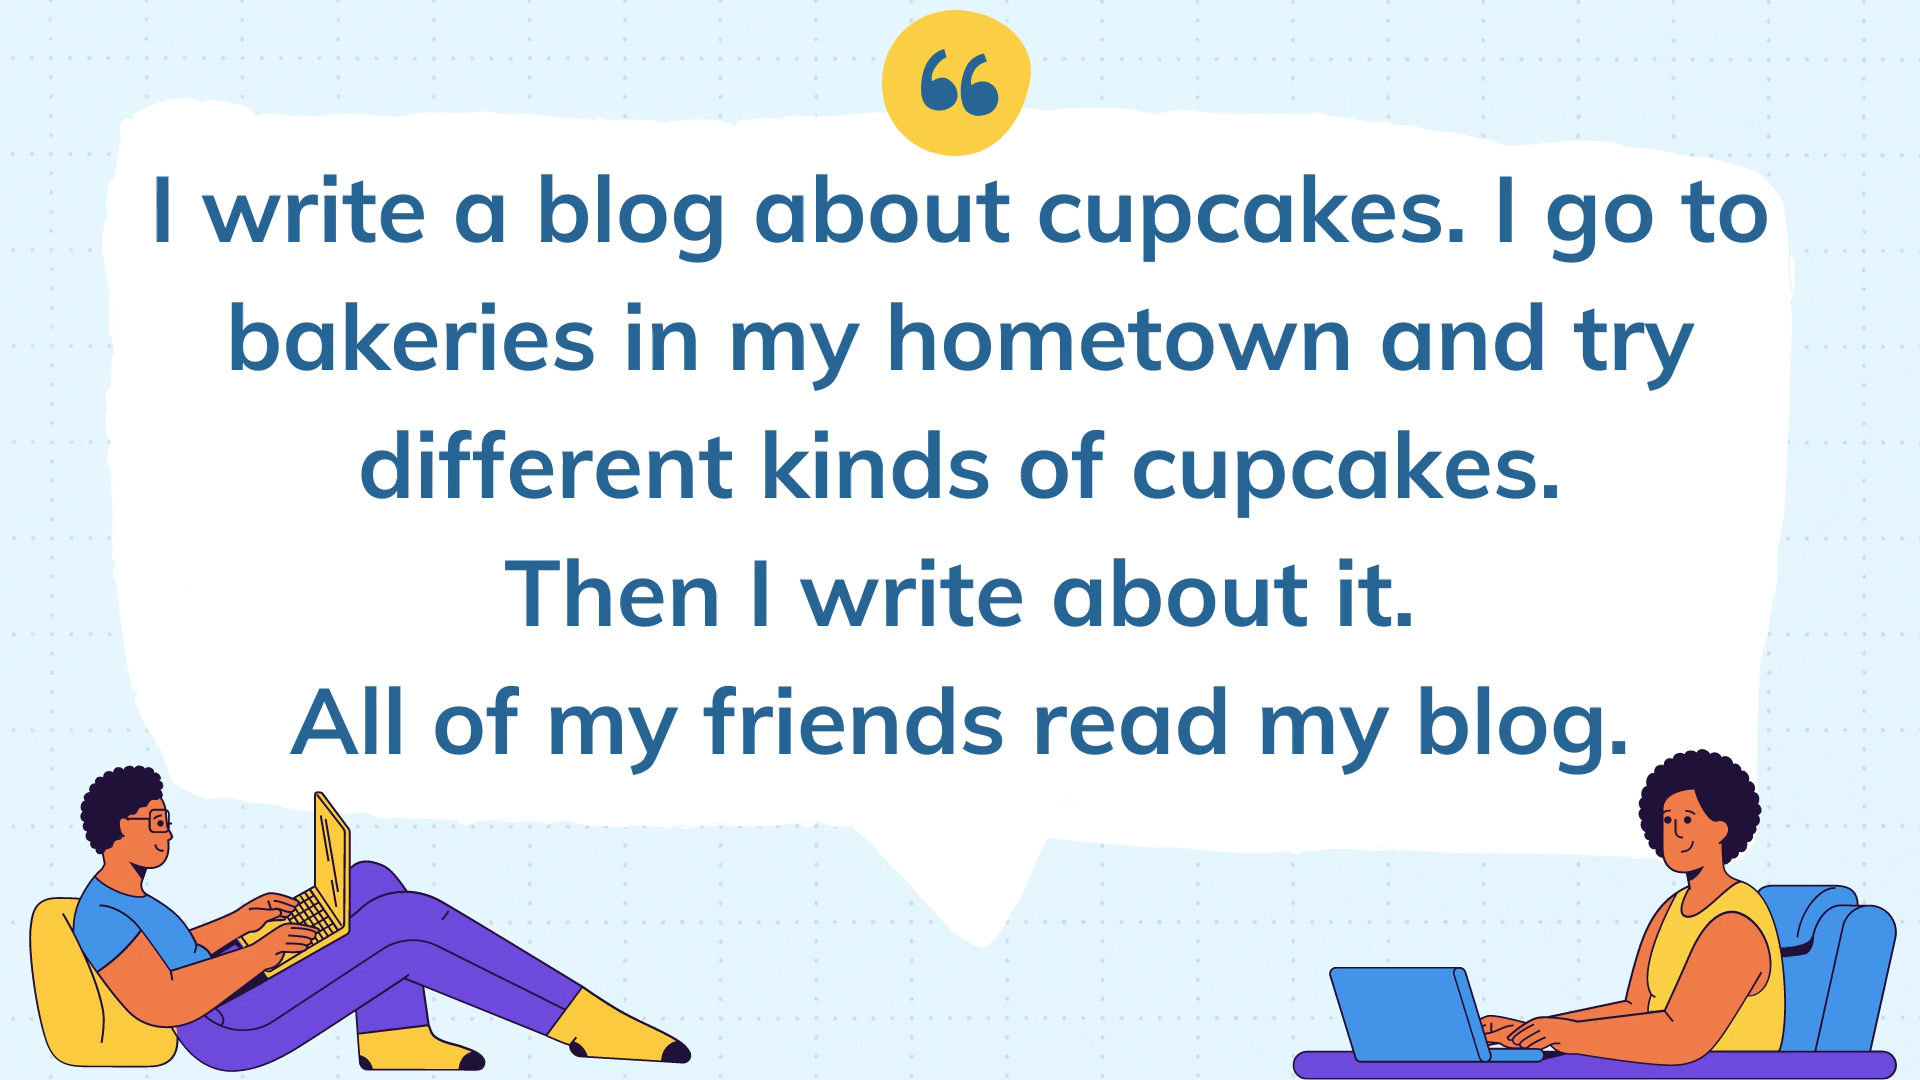 “
I write a blog about cupcakes. I go to
bakeries in my hometown and try
different kinds of cupcakes.
Then I write about it.
All of my friends read my blog.